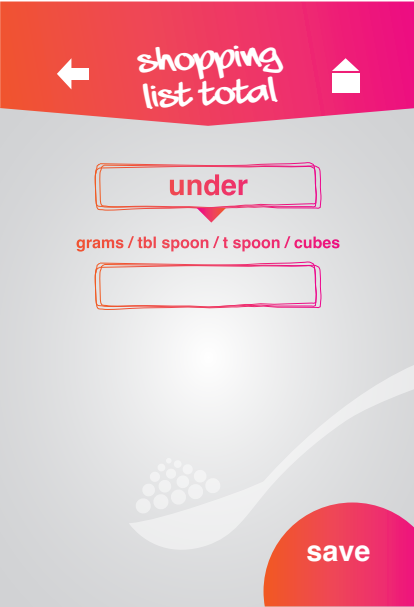 shopping
list total
under
grams / tbl spoon / t spoon / cubes
save